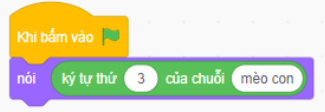 Khi bấm vào
nói ký tự thứ 3 của chuỗi mèo con